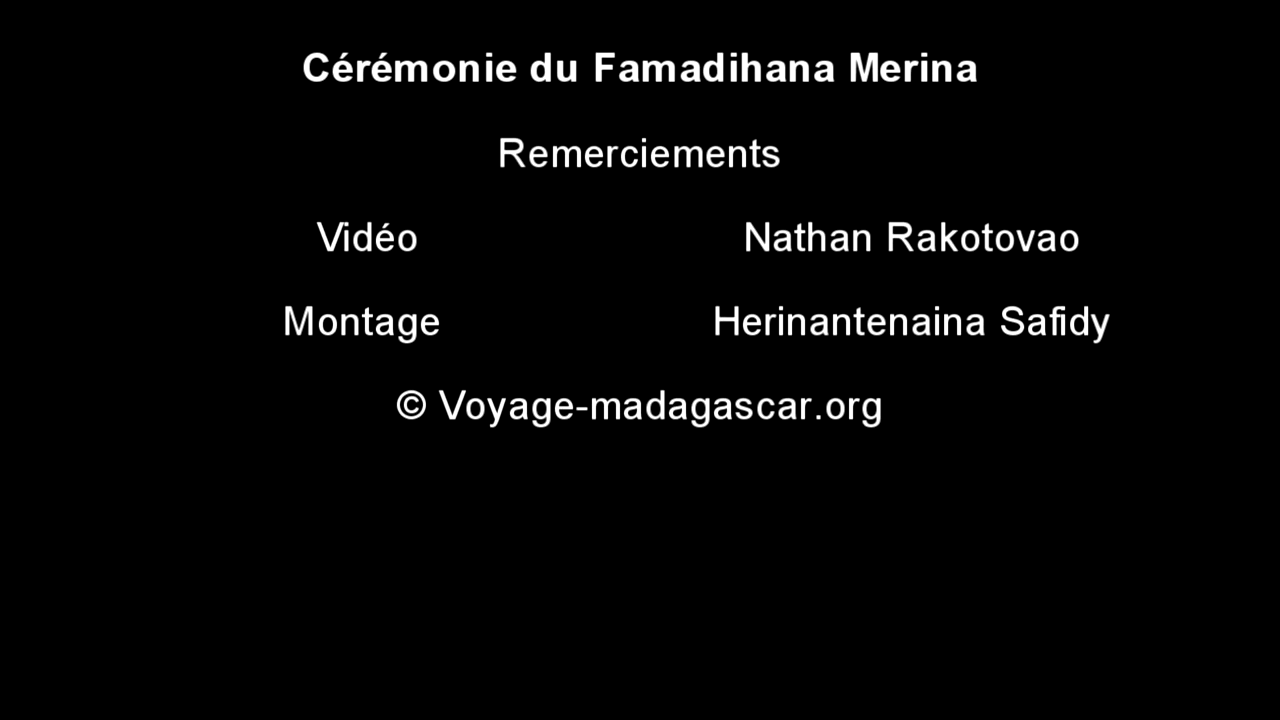 Cérémonie du Famadihana Merina
Remerciements
Vidéo Nathan Rakotovao
Montage Herinantenaina Safidy
© Voyage-madagascar.org